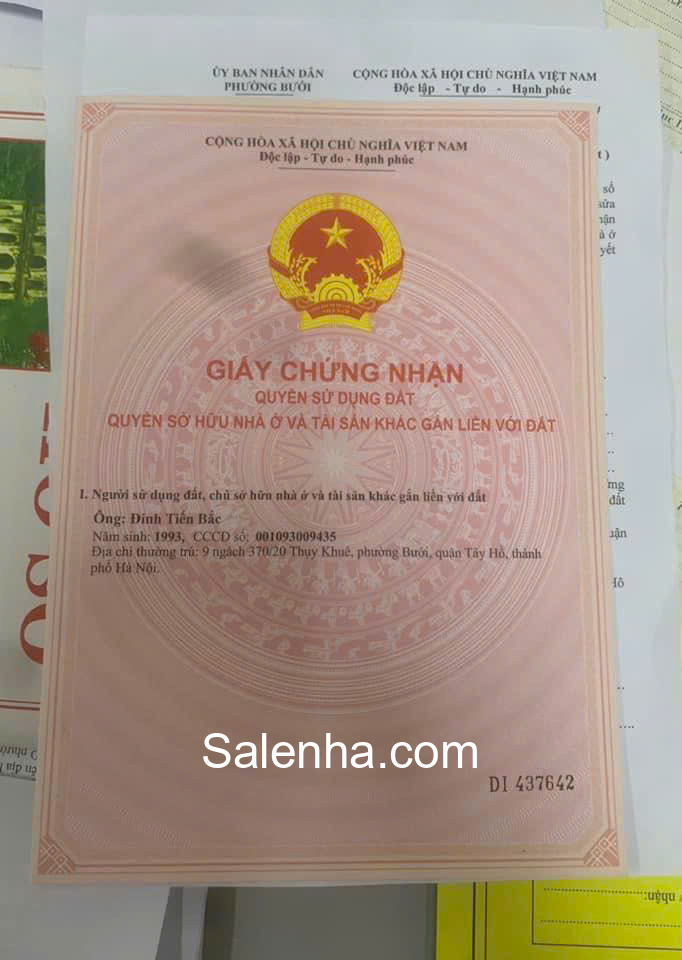 ỦY BAN NHÂN DÂN
PHƯỜNG BƯỞI
CỘNG HÒA XÃ HỘI CHỦ NGHĨA VIỆT NAM
Độc lập - Tự do - Hạnh phúc
CỘNG HÒA XÃ HỘI CHỦ NGHĨA VIỆT NAM
Độc lập - Tự do - Hạnh phúc
GIẤY CHỨNG NHẬN
QUYỀN SỬ DỤNG ĐẤT
QUYỀN SỞ HỮU NHÀ Ở VÀ TÀI SẢN KHÁC GẮN LIỀN VỚI ĐẤT
I. Người sử dụng đất, chủ sở hữu nhà ở và tài sản khác gắn liền với đất
Ông: Đinh Tiến Bắc
Năm sinh: 1993, CCCD số: 001093009435
Địa chỉ thường trú: 9 ngách 370/20 Thụy Khuê, phường Bưởi, quận Tây Hồ, thành
phố Hà Nội.
Salenha.com
DI 437642
số
sửa
ở
đất